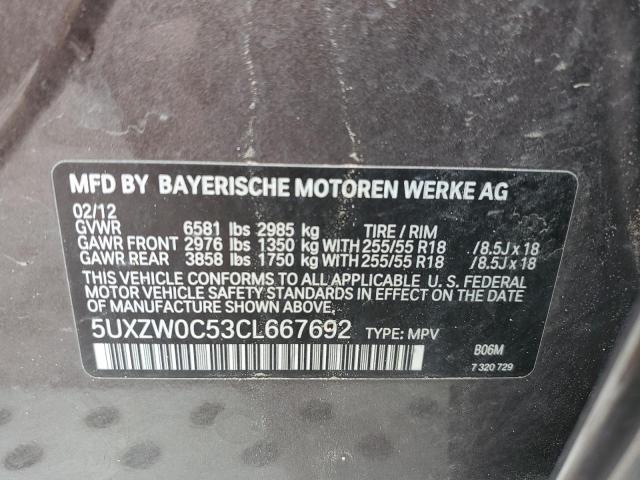 MFD BY BAYERISCHE MOTOREN WERKE AG
02/12
GVWR 6581 lbs 2985 kg TIRE / RIM
GAWR FRONT 2976 lbs 1350 kg WITH 255/55 R18 /8.5J x 18
GAWR REAR 3858 lbs 1750 kg WITH 255/55 R18 /8.5J x 18
THIS VEHICLE CONFORMS TO ALL APPLICABLE U. S. FEDERAL
MOTOR VEHICLE SAFETY STANDARDS IN EFFECT ON THE DATE
OF MANUFACTURE SHOWN ABOVE.
5UXZW0C53CL667692 TYPE: MPV
B06M
7 320 729